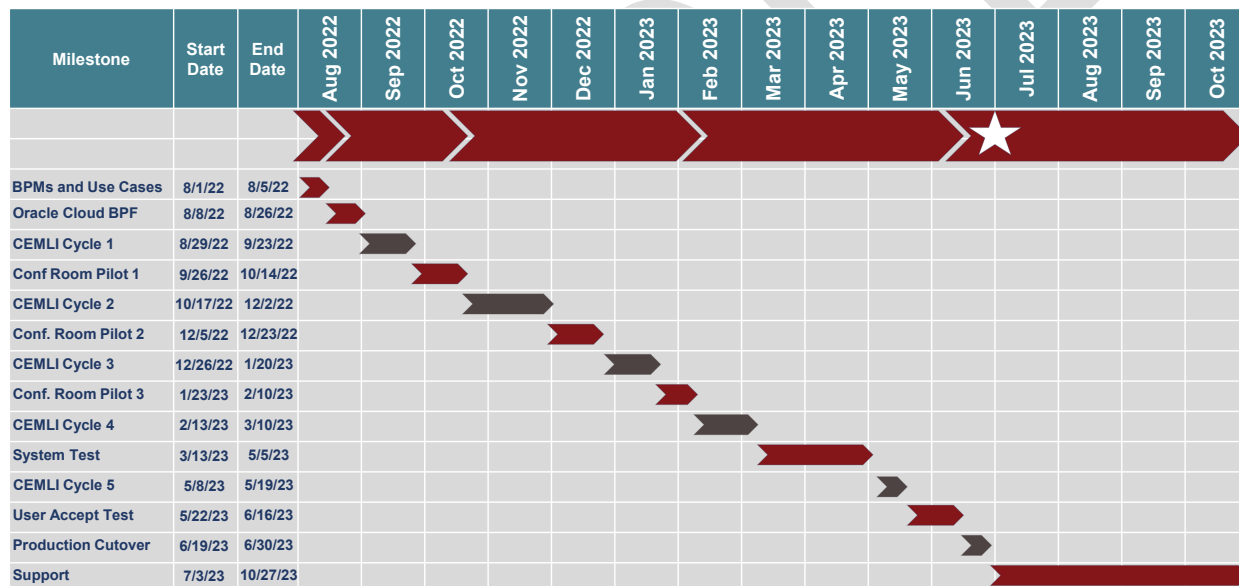 Milestone Start Date End Date Aug 2022 Sep 2022 Oct 2022 Nov 2022 Dec 2022 Jan 2023 Feb 2023 Mar 2023 Apr 2023 May 2023 Jun 2023 Jul 2023 Aug 2023 Sep 2023 Oct 2023
BPMs and Use Cases 8/1/22 8/5/22
Oracle Cloud BPF 8/8/22 8/26/22
CEMLI Cycle 1 8/29/22 9/23/22
Conf Room Pilot 1 9/26/22 10/14/22
CEMLI Cycle 2 10/17/22 12/2/22
Conf. Room Pilot 2 12/5/22 12/23/22
CEMLI Cycle 3 12/26/22 1/20/23
Conf. Room Pilot 3 1/23/23 2/10/23
CEMLI Cycle 4 2/13/23 3/10/23
System Test 3/13/23 5/5/23
CEMLI Cycle 5 5/8/23 5/19/23
User Accept Test 5/22/23 6/16/23
Production Cutover 6/19/23 6/30/23
Support 7/3/23 10/27/23